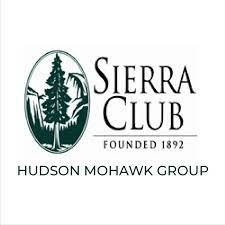 SIERRA
CLUB
FOUNDED 1892
HUDSON MOHAWK GROUP